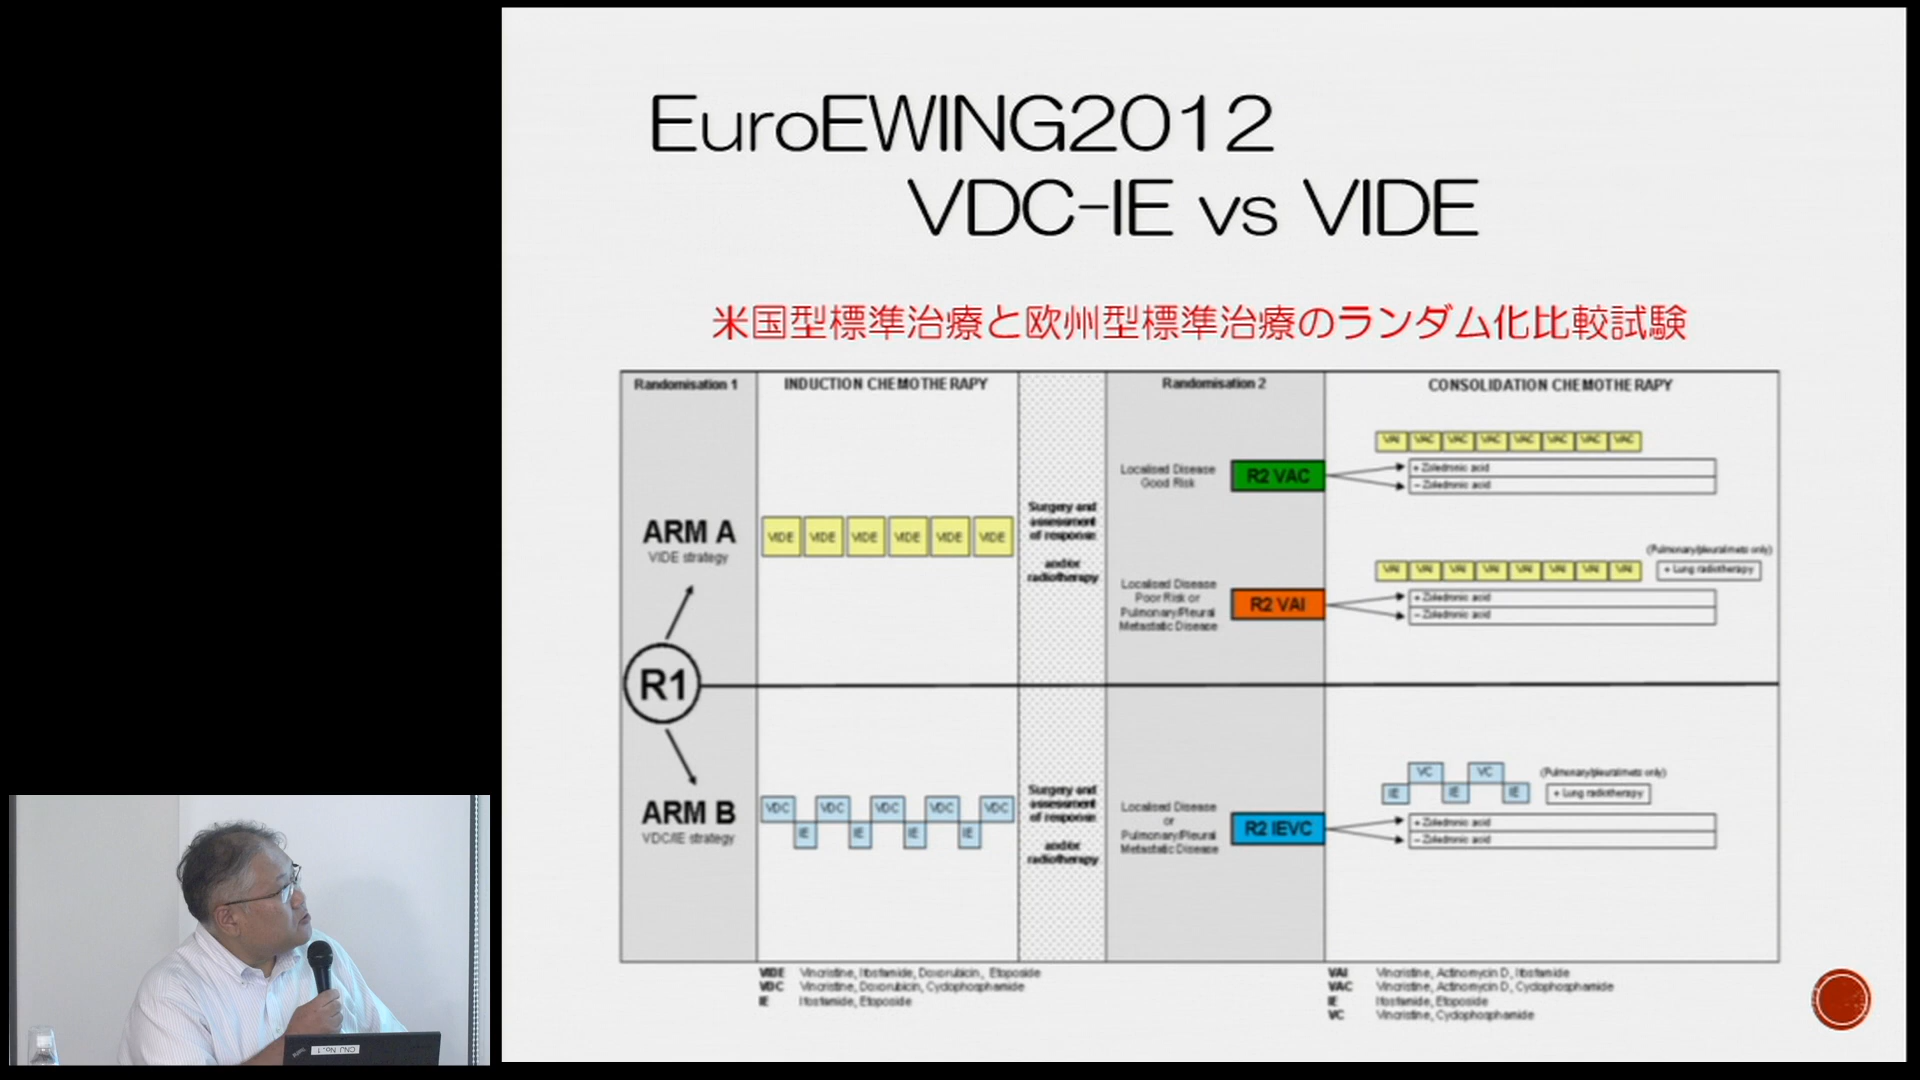 EuroEWING2012
VDC-IE vs VIDE
米国型標準治療と欧州型標準治療のランダム化比較試験
Randomisation 1
INDUCTION CHEMOTHERAPY
Randomisation 2
CONSOLIDATION CHEMOTHERAPY
ARM A
VIDE strategy
VIDE VIDE VIDE VIDE VIDE VIDE
Surgery and
assessment
of response
and/or
radiotherapy
Localised Disease
Good Risk
R2 VAC
VAI VAC VAC VAC VAC VAC VAC VAC
+ Zoledronic acid
- Zoledronic acid
Localised Disease
Poor Risk or
Pulmonary/Pleural
Metastatic Disease
R2 VAI
VAI VAI VAI VAI VAI VAI VAI VAI
(Pulmonary/pleural mets only)
+ Lung radiotherapy
+ Zoledronic acid
- Zoledronic acid
R1
ARM B
VDC/IE strategy
VDC VDC VDC VDC VDC
IE IE IE IE
Surgery and
assessment
of response
and/or
radiotherapy
Localised Disease
or
Pulmonary/Pleural
Metastatic Disease
R2 IEVC
VC VC
IE IE IE
(Pulmonary/pleural mets only)
+ Lung radiotherapy
+ Zoledronic acid
- Zoledronic acid
VIDE Vincristine, Ifosfamide, Doxorubicin, Etoposide
VDC Vincristine, Doxorubicin, Cyclophosphamide
IE Ifosfamide, Etoposide
VAI Vincristine, Actinomycin D, Ifosfamide
VAC Vincristine, Actinomycin D, Cyclophosphamide
IE Ifosfamide, Etoposide
VC Vincristine, Cyclophosphamide
CNJ No.1